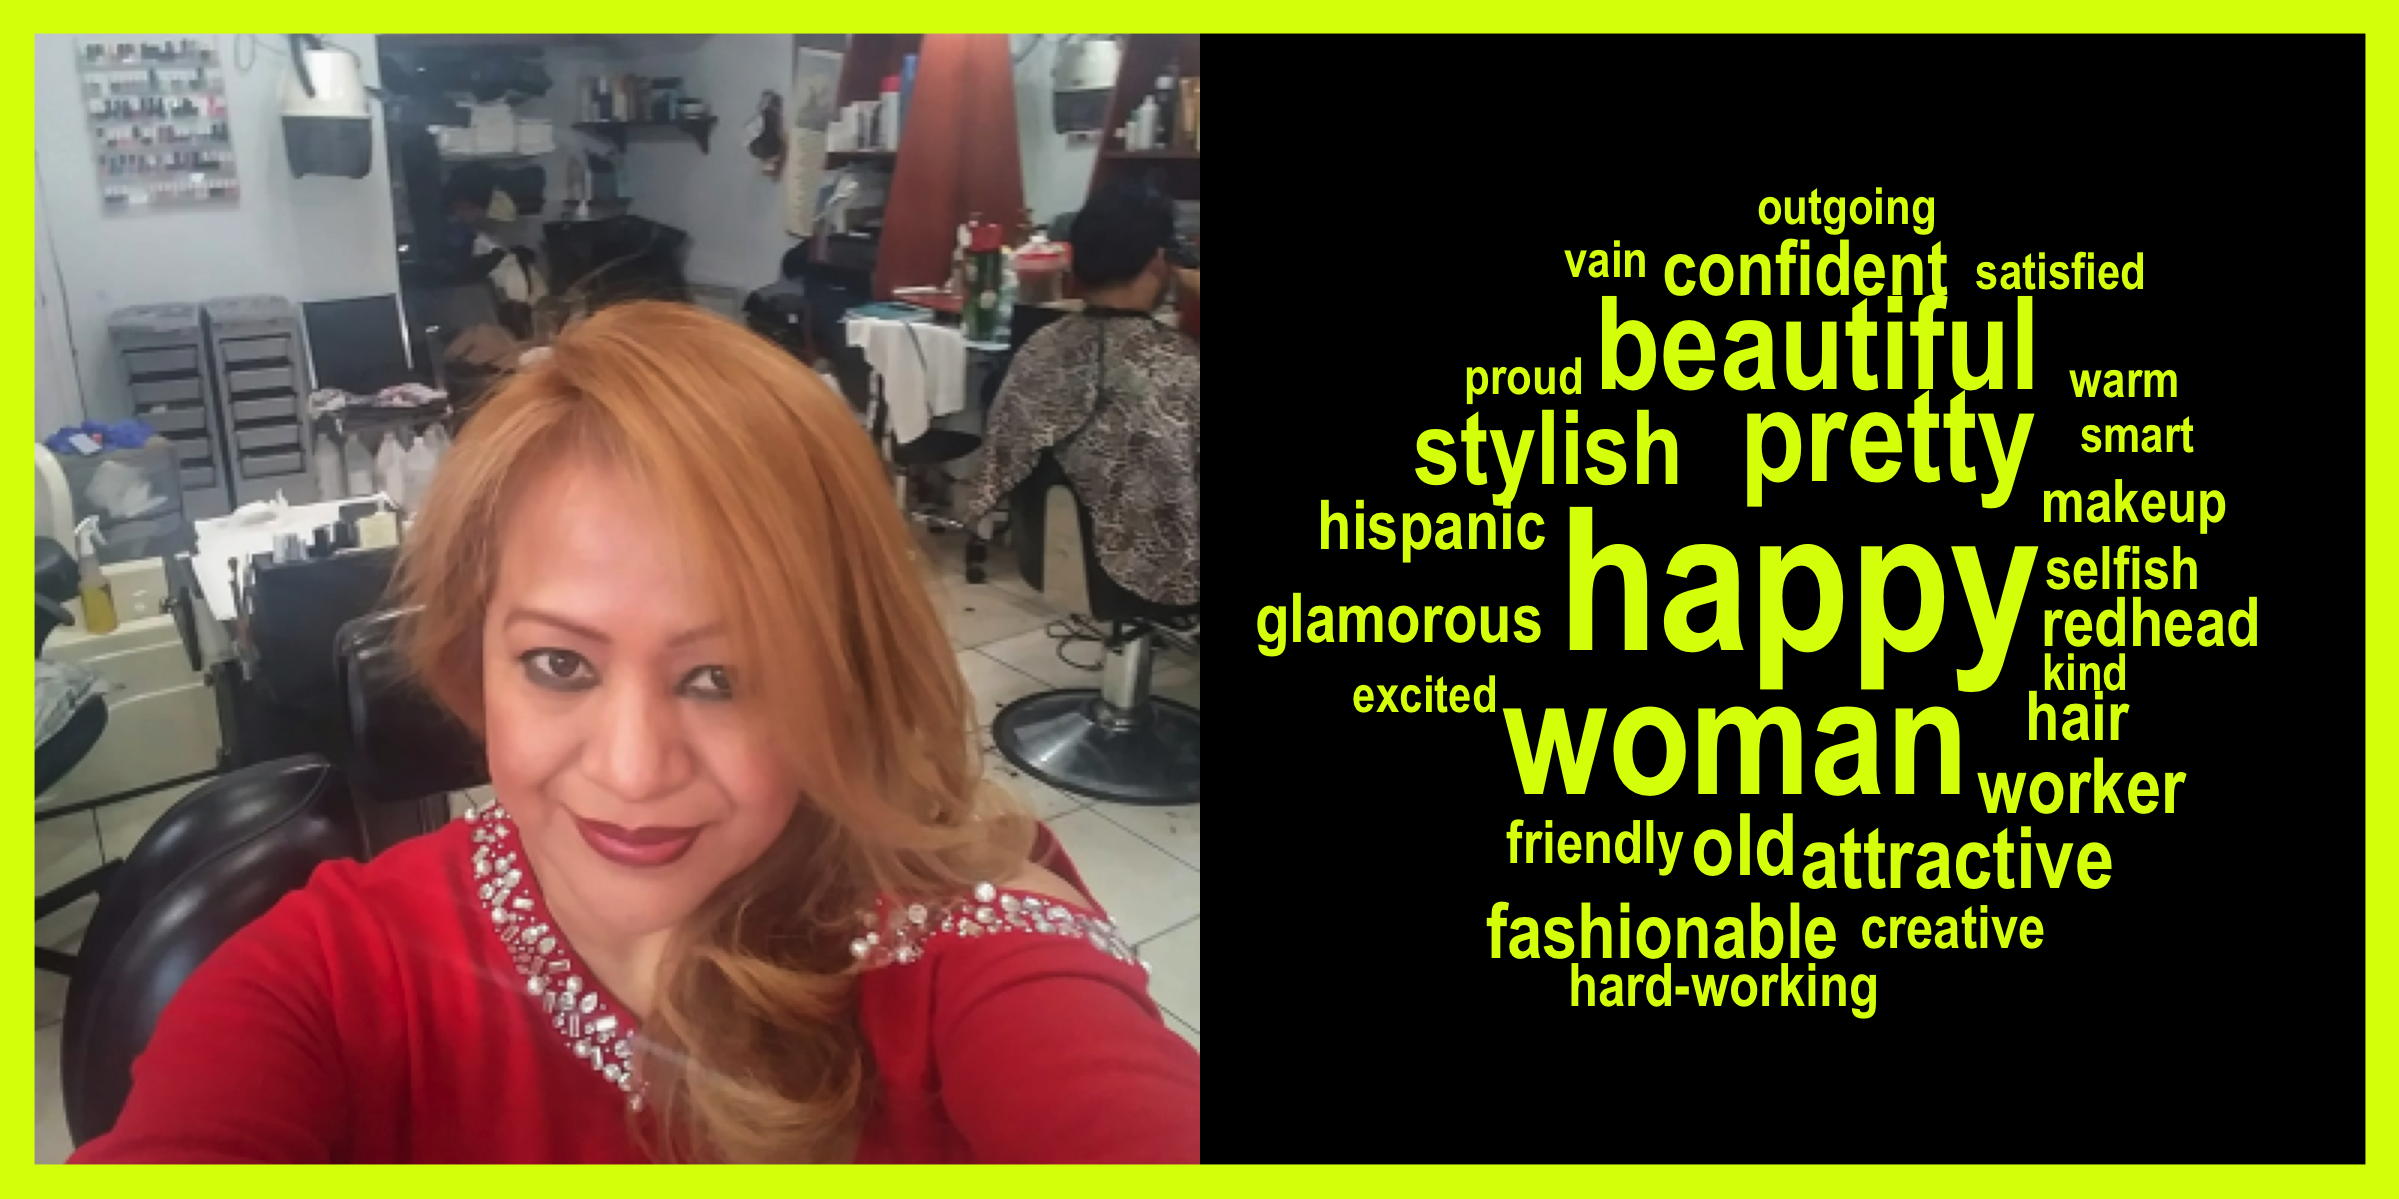 outgoing
vain confident satisfied
beautiful
proud warm
stylish pretty smart
makeup
hispanic happy selfish
glamorous redhead
kind
excited woman hair
worker
friendly old attractive
fashionable creative
hard-working